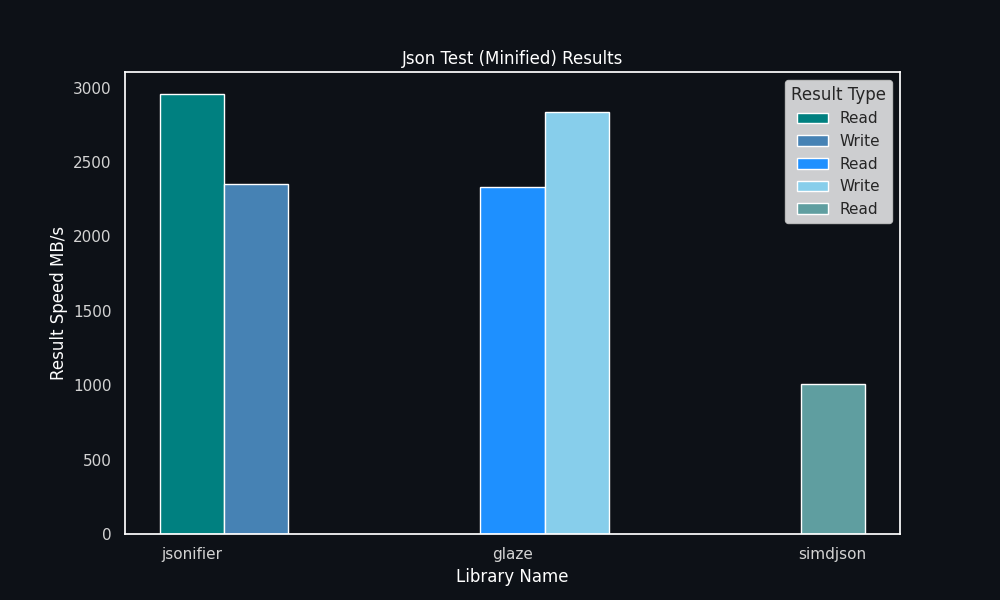 Json Test (Minified) Results
Result Speed MB/s
3000
2500
2000
1500
1000
500
0
Result Type
Read
Write
Read
Write
Read
jsonifier
glaze
simdjson
Library Name